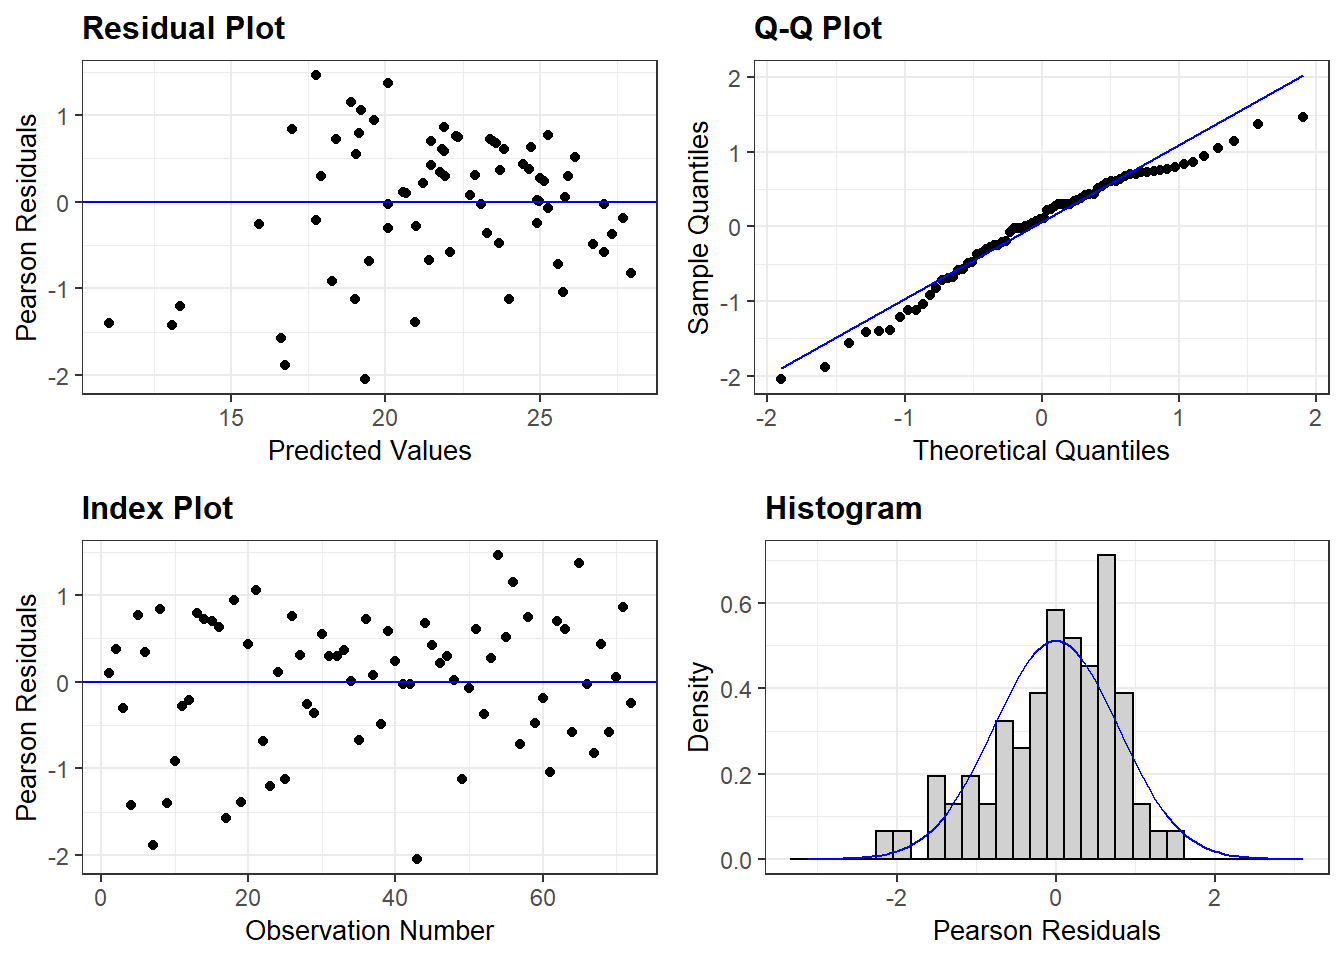 Residual Plot
Pearson Residuals
1
0
-1
-2
15 20 25
Predicted Values
Q-Q Plot
Sample Quantiles
2
1
0
-1
-2
-2 -1 0 1 2
Theoretical Quantiles
Index Plot
Pearson Residuals
1
0
-1
-2
0 20 40 60
Observation Number
Histogram
Density
0.6
0.4
0.2
0.0
-2 0 2
Pearson Residuals